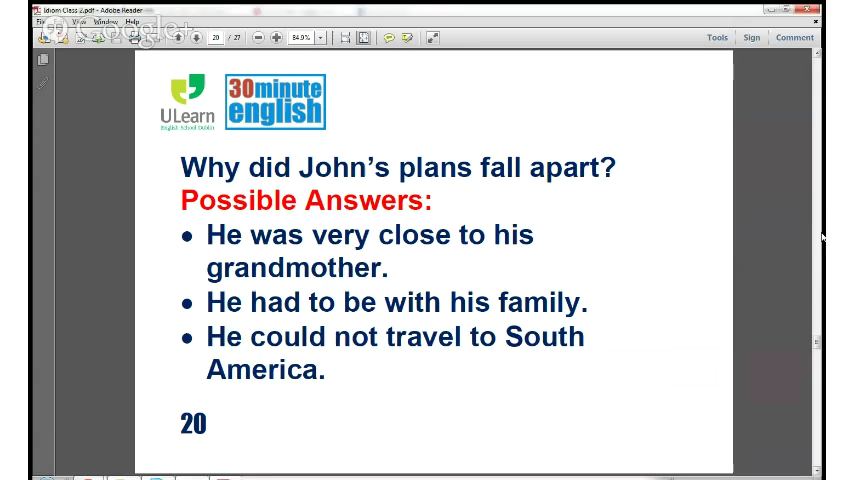 Idiom Class 2.pdf - Adobe Reader
View Window Help
Google+
20 / 27
84.9%
Tools Sign Comment
ULearn
English School Dublin
30minute
english
Why did John's plans fall apart?
Possible Answers:
• He was very close to his
grandmother.
• He had to be with his family.
• He could not travel to South
America.
20